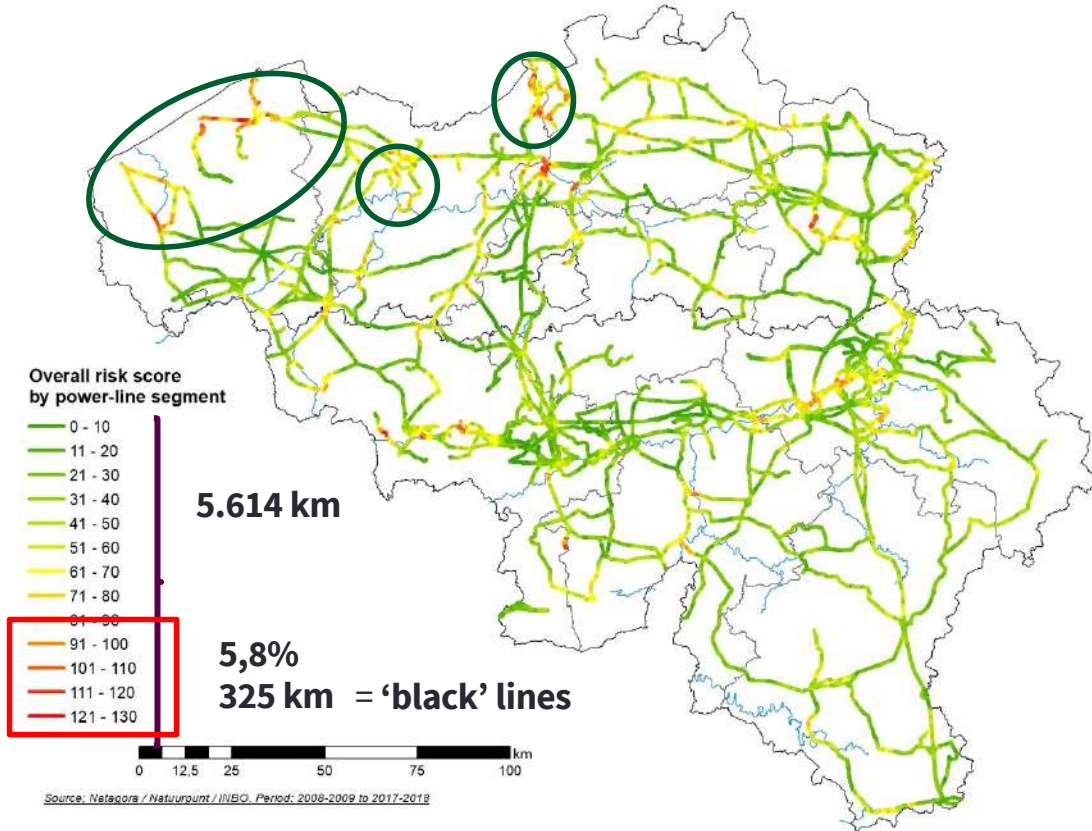 Overall risk score
by power-line segment
0 - 10
11 - 20
21 - 30
31 - 40
41 - 50
51 - 60
61 - 70
71 - 80
81 - 90
91 - 100
101 - 110
111 - 120
121 - 130
5.614 km
5,8%
325 km = ‘black’ lines
km
0 12,5 25 50 75 100
Source: Natagora / Natuurpunt / INBO. Period: 2008-2009 to 2017-2018